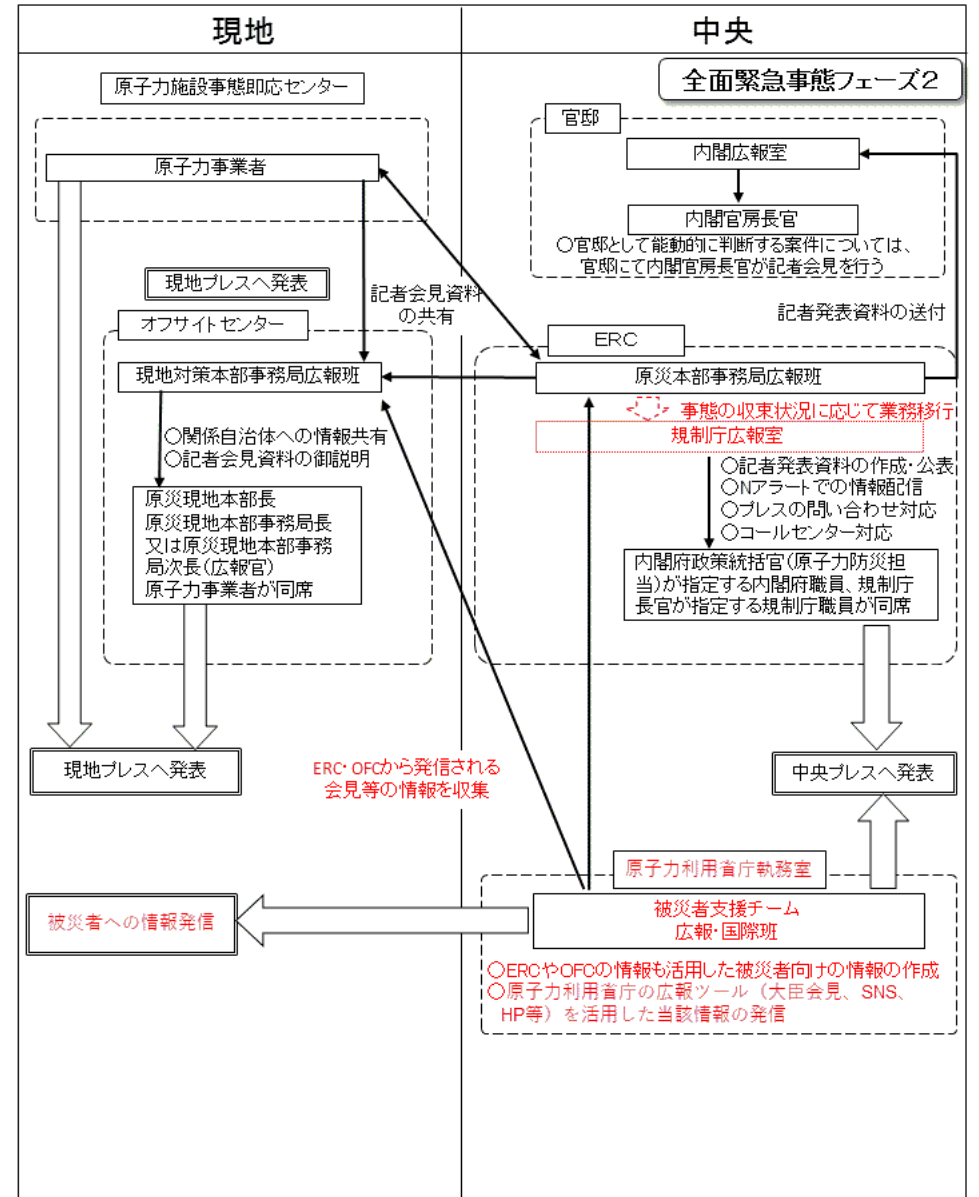 現地
中央
全面緊急事態フェーズ2
原子力施設事態即応センター
原子力事業者
官邸
内閣広報室
内閣官房長官
○官邸として能動的に判断する案件については、
官邸にて内閣官房長官が記者会見を行う
現地プレスへ発表
記者会見資料
の共有
記者発表資料の送付
オフサイトセンター
現地対策本部事務局広報班
ERC
原災本部事務局広報班
事態の収束状況に応じて業務移行
規制庁広報室
○関係自治体への情報共有
○記者会見資料の御説明
○記者発表資料の作成・公表
○Nアラートでの情報配信
○プレスの問い合わせ対応
○コールセンター対応
原災現地本部長
原災現地本部事務局長
又は原災現地本部事務
局次長(広報官)
原子力事業者が同席
内閣府政策統括官(原子力防災担
当)が指定する内閣府職員、規制庁
長官が指定する規制庁職員が同席
現地プレスへ発表
ERC・OFCから発信される
会見等の情報を収集
中央プレスへ発表
原子力利用省庁執務室
被災者への情報発信
被災者支援チーム
広報・国際班
○ERCやOFCの情報も活用した被災者向けの情報の作成
○原子力利用省庁の広報ツール（大臣会見、SNS、
HP等）を活用した当該情報の発信